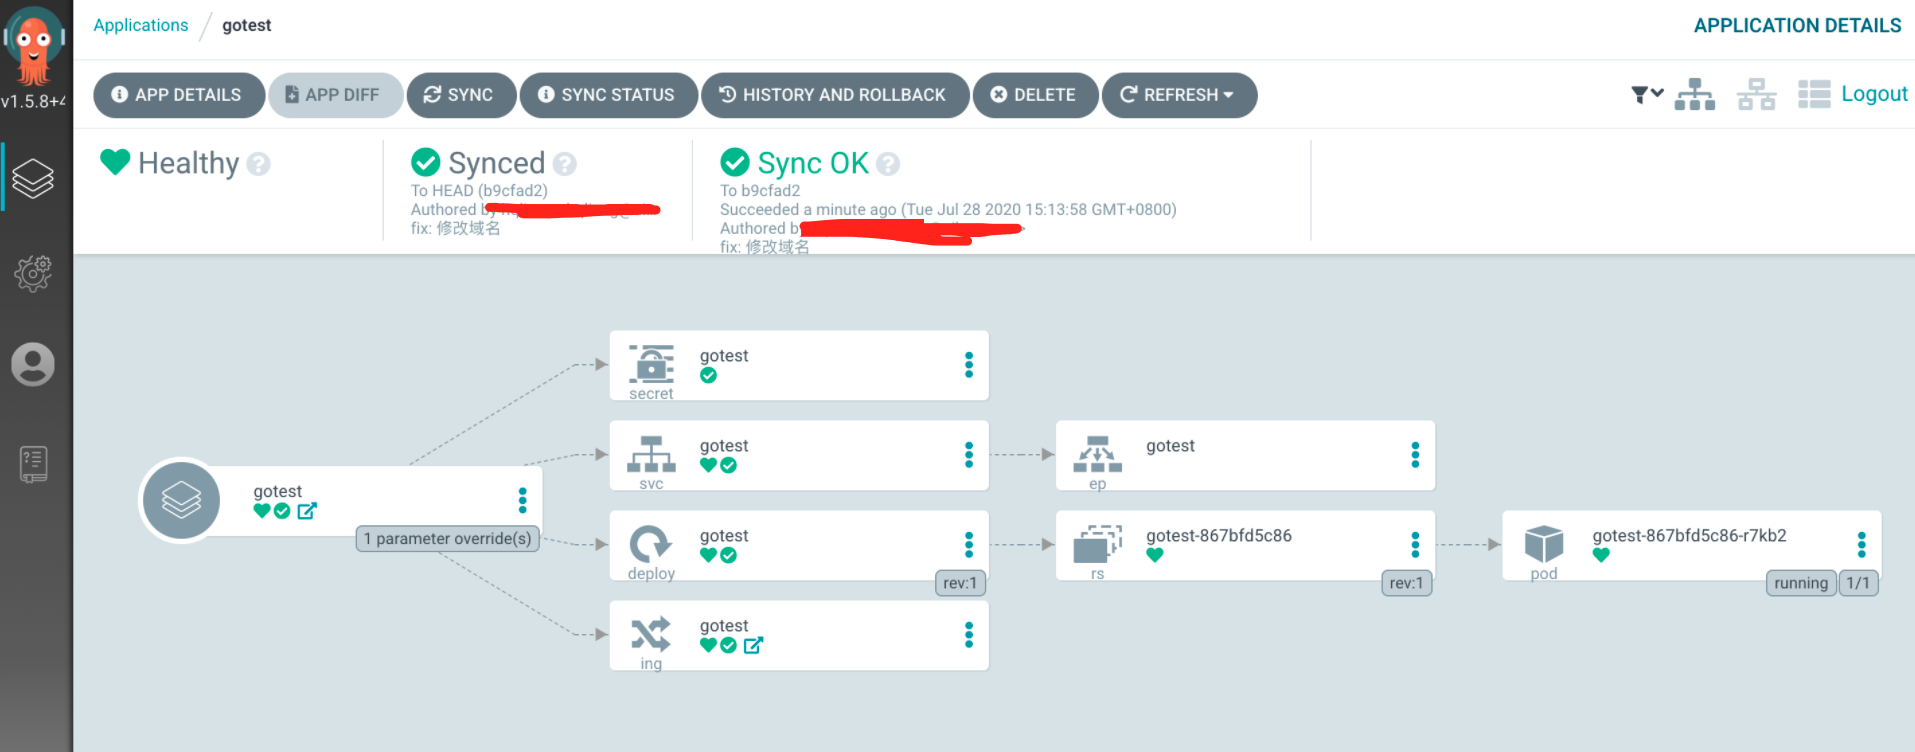 Applications / gotest
APPLICATION DETAILS
v1.5.8+4
APP DETAILS
APP DIFF
SYNC
SYNC STATUS
HISTORY AND ROLLBACK
DELETE
REFRESH
Logout
Healthy
Synced
To HEAD (b9cfad2)
Authored
fix: 修改域名
Sync OK
To b9cfad2
Succeeded a minute ago (Tue Jul 28 2020 15:13:58 GMT+0800)
Authored
fix: 修改域名
gotest
1 parameter override(s)
gotest
secret
gotest
svc
gotest
ep
gotest
deploy
rev:1
gotest-867bfd5c86
rs
rev:1
gotest-867bfd5c86-r7kb2
pod
running
1/1
gotest
ing